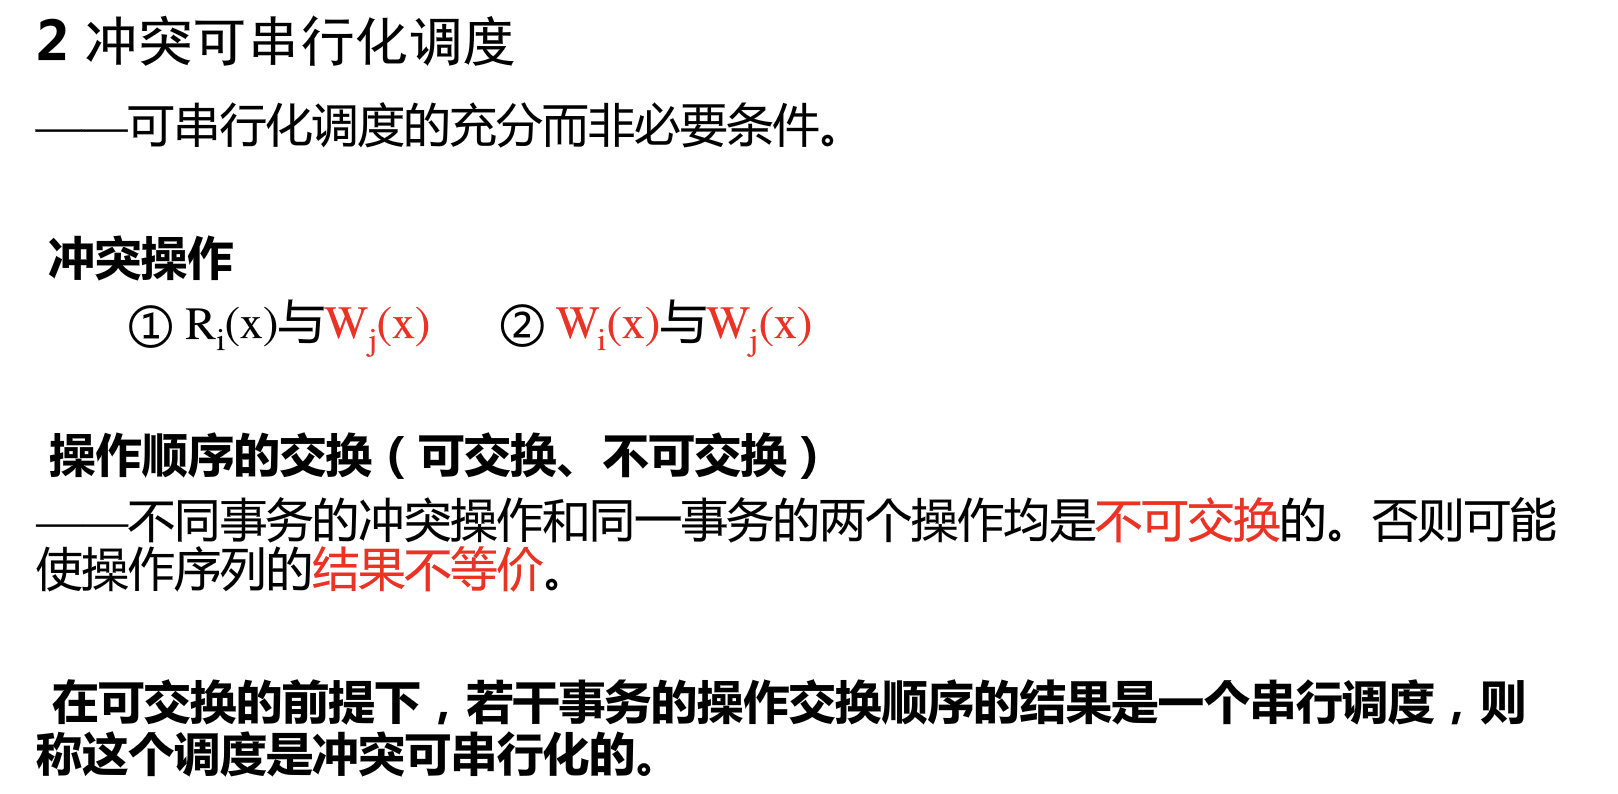 2 冲突可串行化调度
——可串行化调度的充分而非必要条件。
冲突操作
① Ri(x)与Wj(x) ② Wi(x)与Wj(x)
操作顺序的交换（可交换、不可交换）
——不同事务的冲突操作和同一事务的两个操作均是不可交换的。否则可能
使操作序列的结果不等价。
在可交换的前提下，若干事务的操作交换顺序的结果是一个串行调度，则
称这个调度是冲突可串行化的。